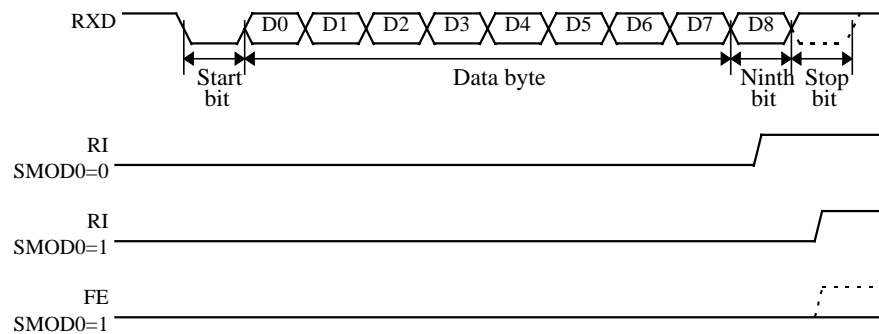 RXD D0 D1 D2 D3 D4 D5 D6 D7 D8
Start bit
Data byte
Ninth bit
Stop bit
RI
SMOD0=0
RI
SMOD0=1
FE
SMOD0=1